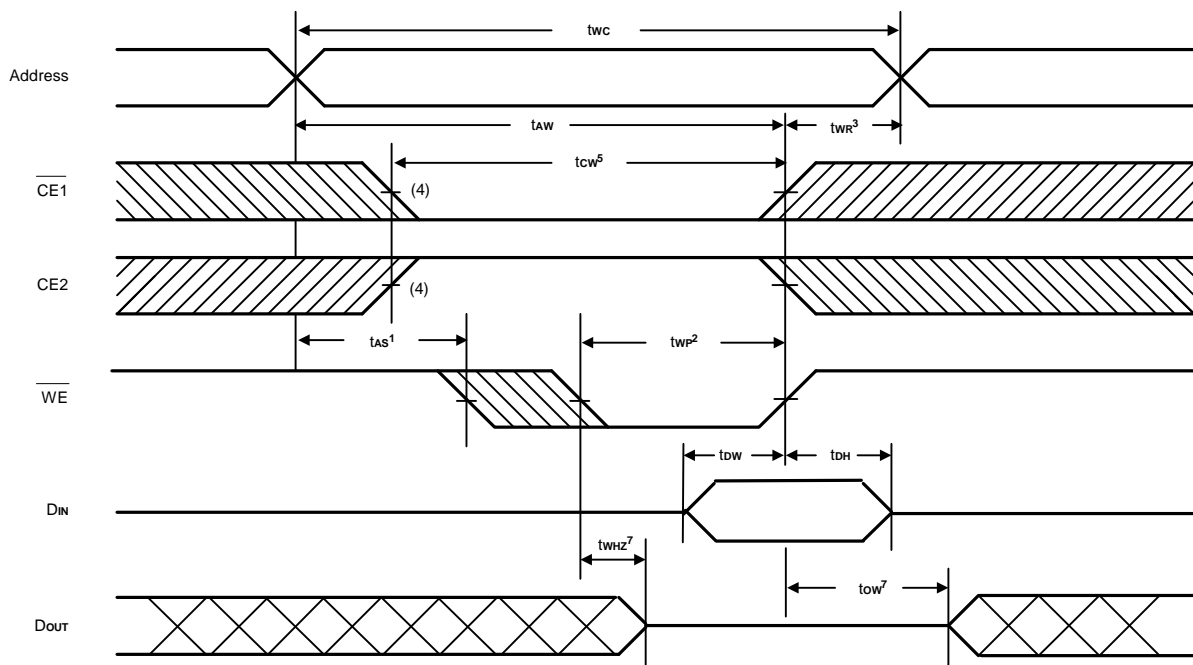 tWC
Address
tAW
tWR3
tCW5
CE1
(4)
CE2
(4)
tAS1
tWP2
WE
tDW
tDH
DIN
tWHZ7
tOW7
DOUT